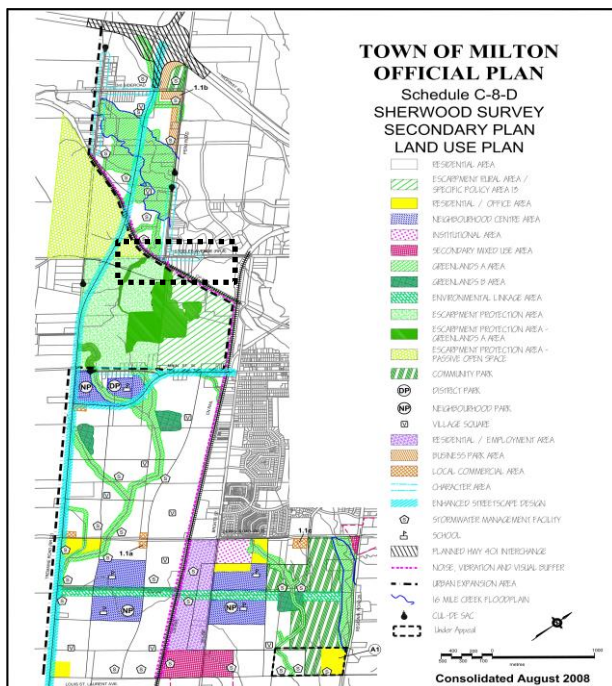 TOWN OF MILTON
OFFICIAL PLAN
Schedule C-8-D
SHERWOOD SURVEY
SECONDARY PLAN
LAND USE PLAN
RESIDENTIAL AREA
ESCARPMENT RURAL AREA /
SPECIFIC POLICY AREA 13
RESIDENTIAL / OFFICE AREA
NEIGHBOURHOOD CENTRE AREA
INSTITUTIONAL AREA
SECONDARY MIXED USE AREA
GREENLANDS A AREA
GREENLANDS B AREA
ENVIRONMENTAL LINKAGE AREA
ESCARPMENT PROTECTION AREA
ESCARPMENT PROTECTION AREA -
GREENLANDS A AREA
ESCARPMENT PROTECTION AREA -
PASSIVE OPEN SPACE
COMMUNITY PARK
DP DISTRICT PARK
NP NEIGHBOURHOOD PARK
V VILLAGE SQUARE
RESIDENTIAL / EMPLOYMENT AREA
BUSINESS PARK AREA
LOCAL COMMERCIAL AREA
CHARACTER AREA
ENHANCED STREETSCAPE DESIGN
S STORMWATER MANAGEMENT FACILITY
SCHOOL
PLANNED HWY 401 INTERCHANGE
NOISE, VIBRATION AND VISUAL BUFFER
URBAN EXPANSION AREA
16 MILE CREEK FLOODPLAIN
CUL-DE SAC
Under Appeal
metres
Consolidated August 2008
1.1b
NP
DP
1.1a
1.1c
NP
NP
A1
LOUIS ST. LAURENT AVE.